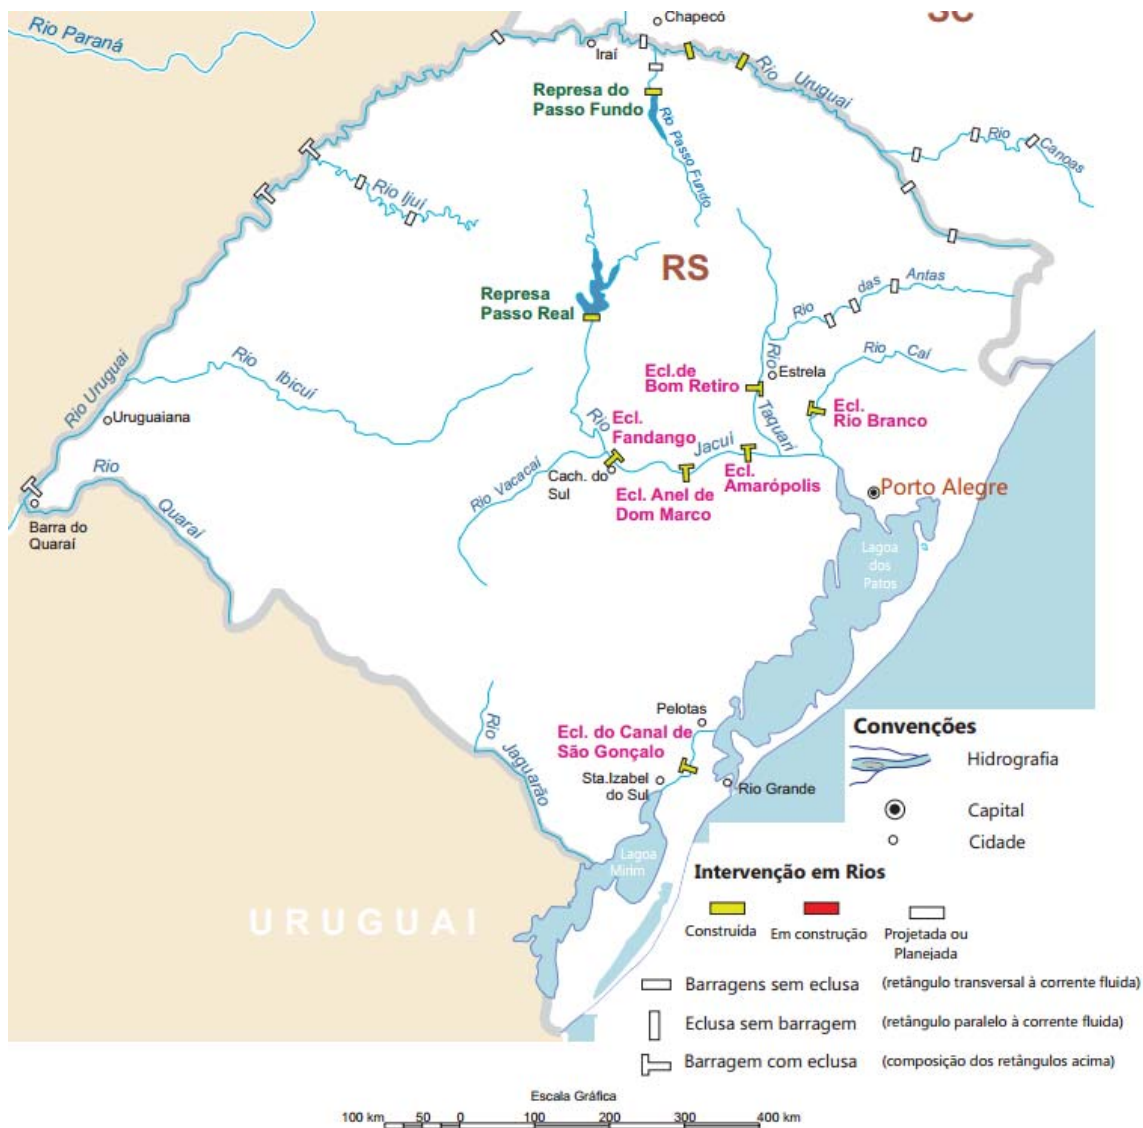 SC
Chapecó
Rio Paraná
Iraí
Rio Uruguai
Represa do
Passo Fundo
Rio Passo Fundo
Rio Canoas
Rio Ijuí
RS
Represa
Passo Real
Rio das Antas
Rio Uruguai
Rio Ibicuí
Rio Caí
Ecl.de
Bom Retiro
Estrela
Rio Taquari
Uruguaiana
Ecl.
Fandango
Ecl.
Rio Branco
Rio Jacuí
Rio Quaraí
Rio Vacacaí
Cach. do
Sul
Ecl. Anel de
Dom Marco
Ecl.
Amarópolis
Porto Alegre
Barra do
Quaraí
Lagoa
dos
Patos
Rio Jaguarão
Pelotas
Ecl. do Canal de
São Gonçalo
Sta.Izabel
do Sul
Rio Grande
Lagoa
Mirim
URUGUAI
Convenções
Hidrografia
Capital
Cidade
Intervenção em Rios
Construída
Em construção
Projetada ou
Planejada
Barragens sem eclusa (retângulo transversal à corrente fluida)
Eclusa sem barragem (retângulo paralelo à corrente fluida)
Barragem com eclusa (composição dos retângulos acima)
Escala Gráfica
100 km 50 0 100 200 300 400 km